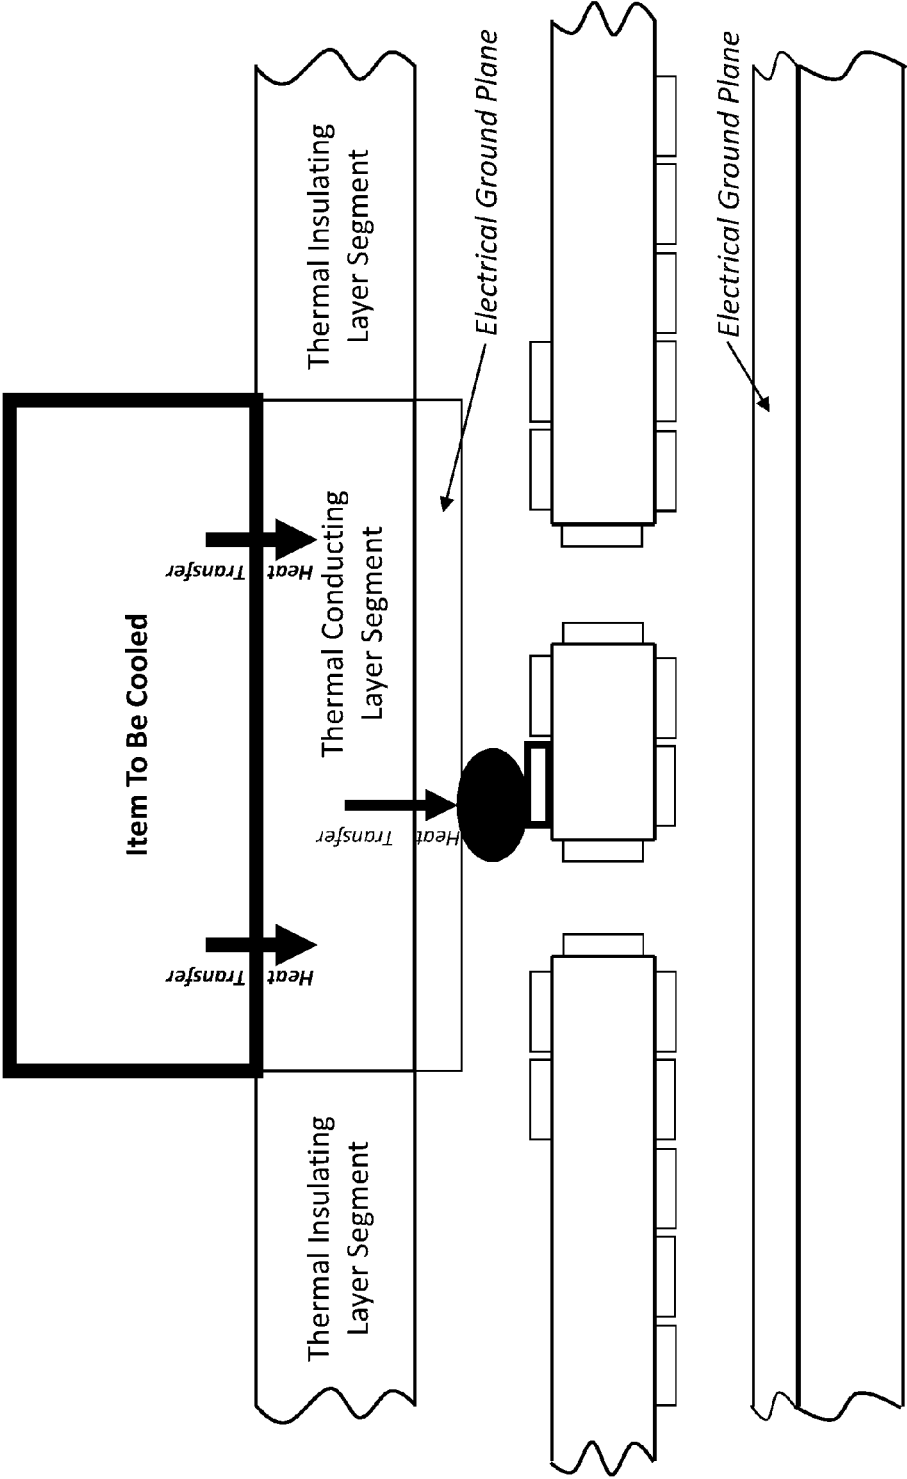 Item To Be Cooled
Heat Transfer
Heat Transfer
Thermal Insulating
Layer Segment
Thermal Conducting
Layer Segment
Thermal Insulating
Layer Segment
Heat Transfer
Electrical Ground Plane
Electrical Ground Plane